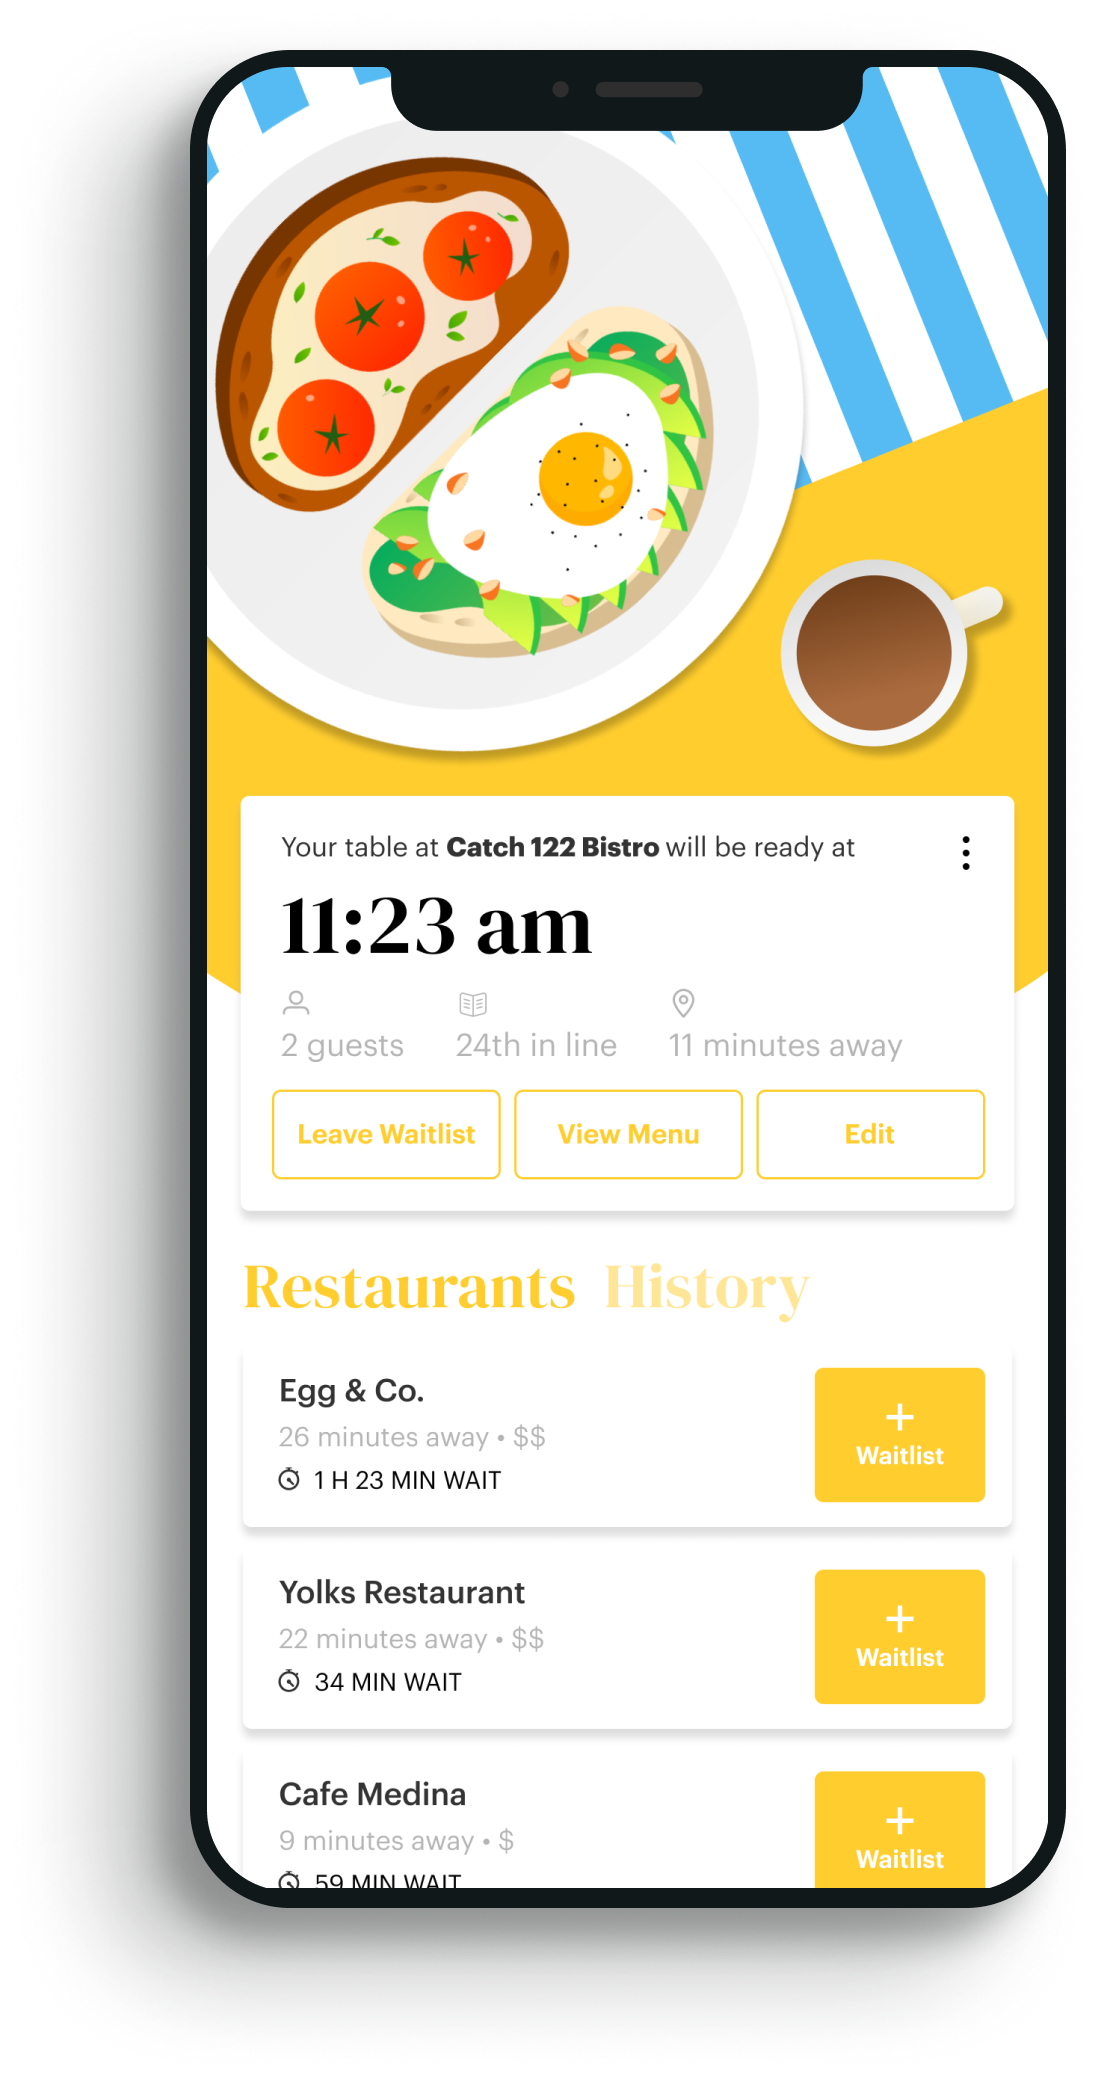 Your table at Catch 122 Bistro will be ready at
11:23 am
2 guests
24th in line
11 minutes away
Leave Waitlist
View Menu
Edit
Restaurants History
Egg & Co.
26 minutes away • $$
1 H 23 MIN WAIT
+
Waitlist
Yolks Restaurant
22 minutes away • $$
34 MIN WAIT
+
Waitlist
Cafe Medina
9 minutes away • $
59 MIN WAIT
+
Waitlist